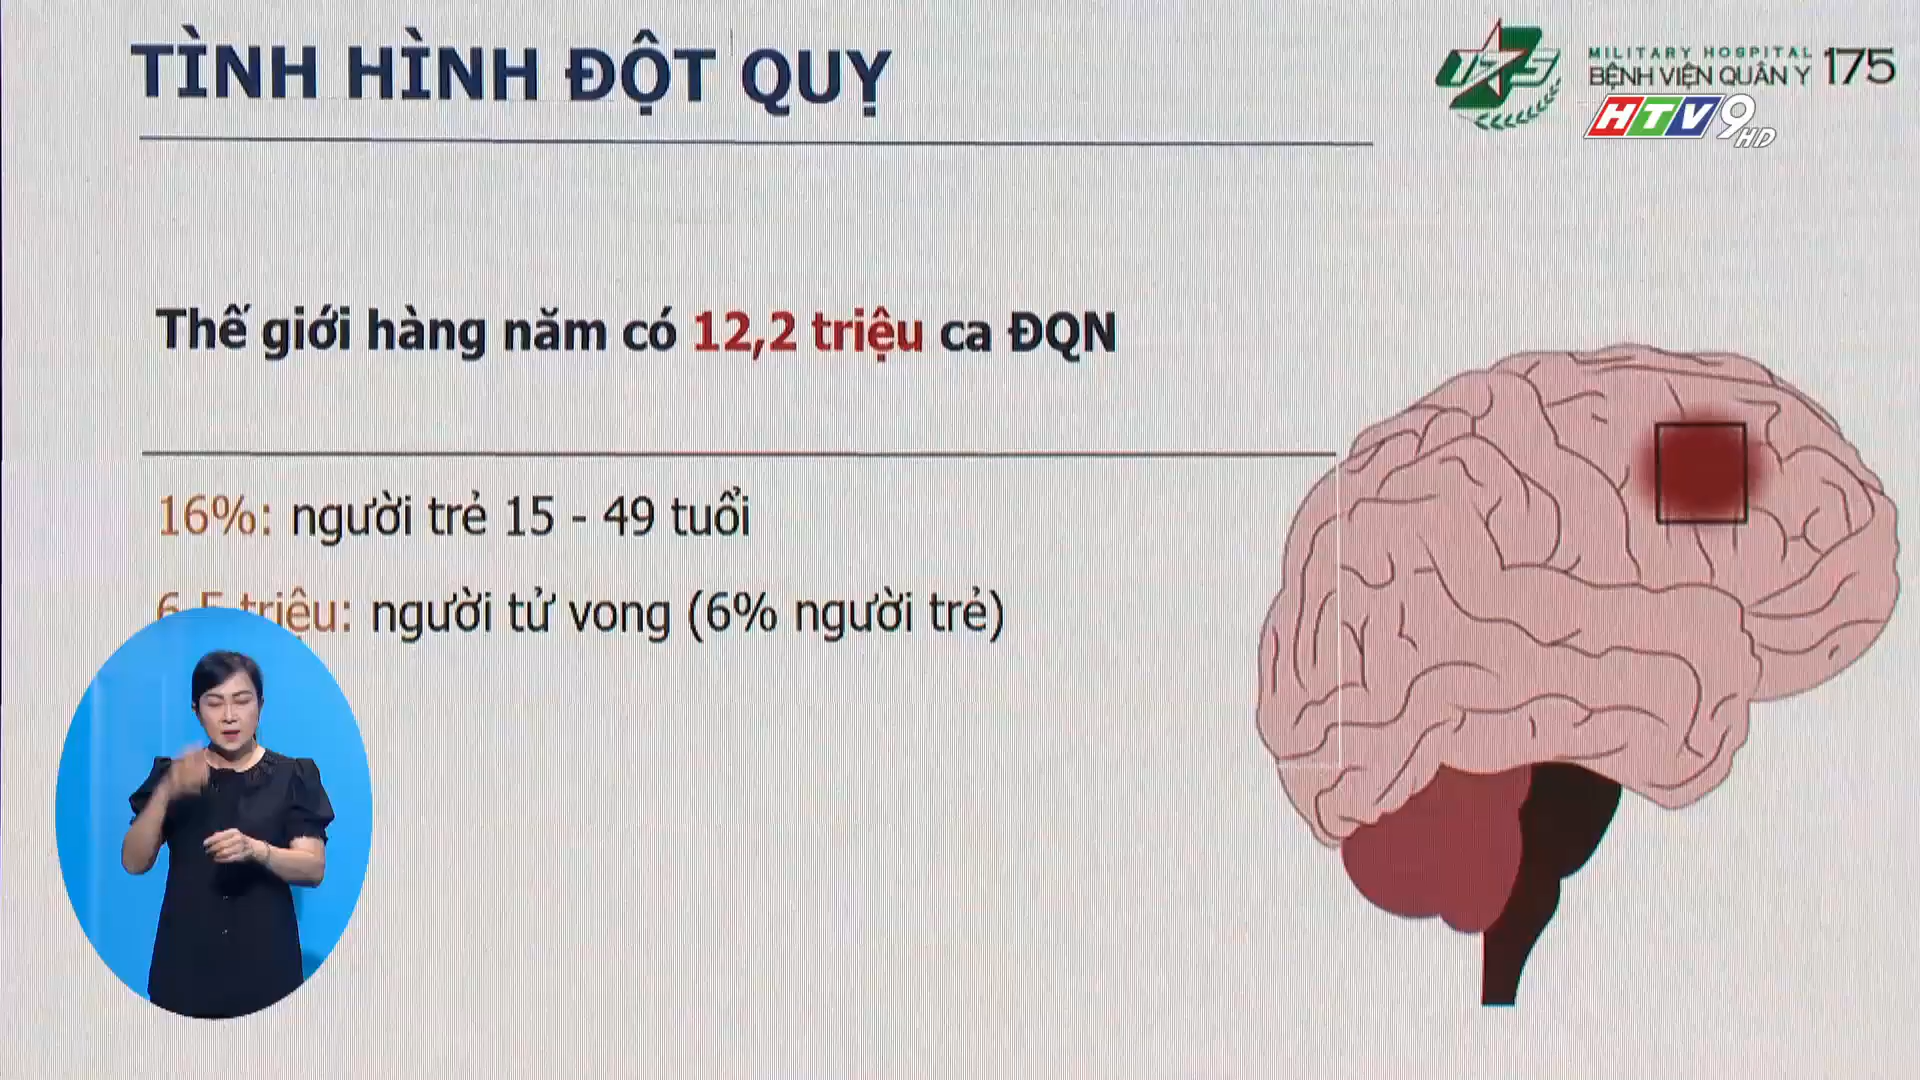 TÌNH HÌNH ĐỘT QUỴ
175
MILITARY HOSPITAL
BỆNH VIỆN QUÂN Y 175
HTV9
HD
Thế giới hàng năm có 12,2 triệu ca ĐQN
16%: người trẻ 15 - 49 tuổi
triệu: người tử vong (6% người trẻ)